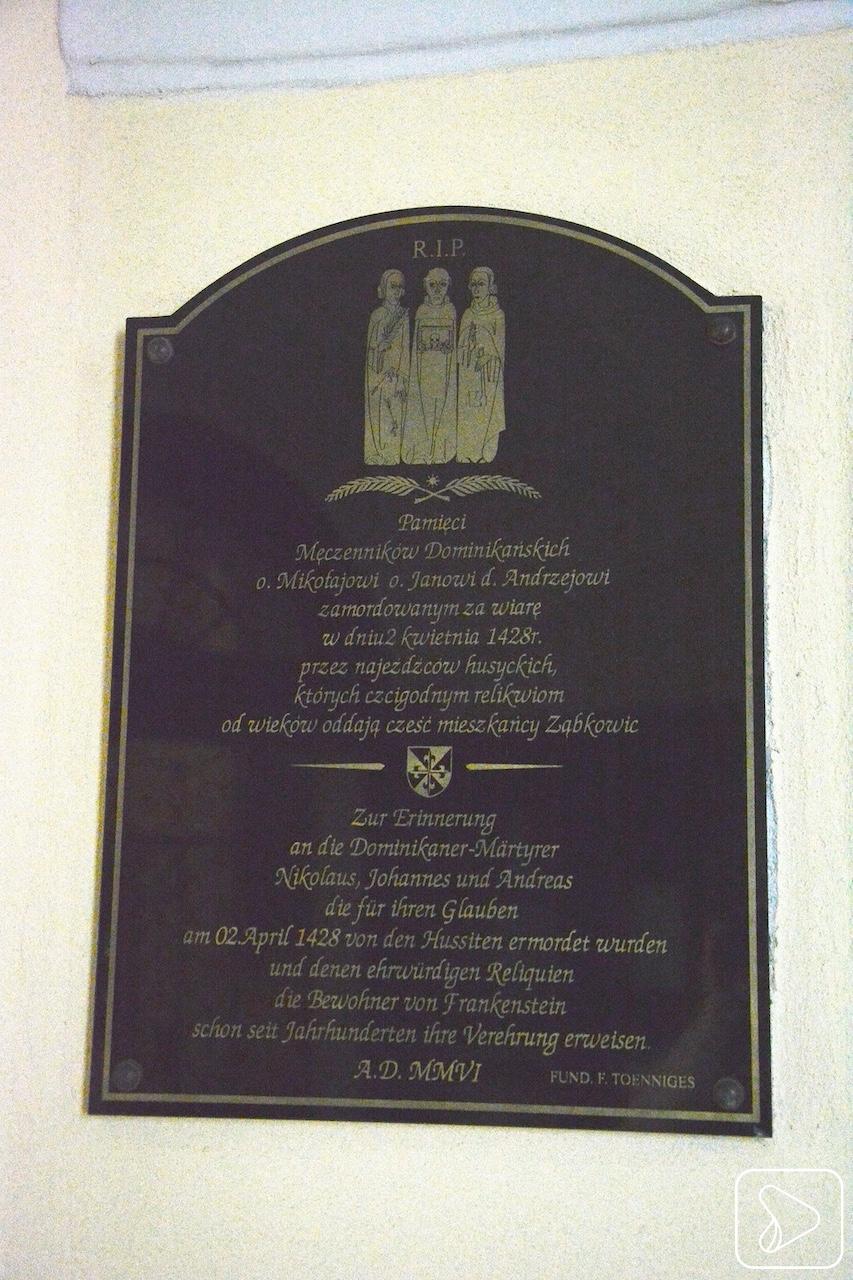 R.I.P.
Pamięci
Męczenników Dominikańskich
o. Mikołajowi o. Janowi d. Andrzejowi
zamordowanym za wiarę
w dniu2 kwietnia 1428r.
przez najeźdźców husyckich,
których czcigodnym relikwiom
od wieków oddają cześć mieszkańcy Ząbkowic
Zur Erinnerung
an die Dominikaner-Märtyrer
Nikolaus, Johannes und Andreas
die für ihren Glauben
am 02.April 1428 von den Hussiten ermordet wurden
und denen ehrwürdigen Reliquien
die Bewohner von Frankenstein
schon seit Jahrhunderten ihre Verehrung erweisen.
A.D. MMVI
FUND. F. TOENNIGES